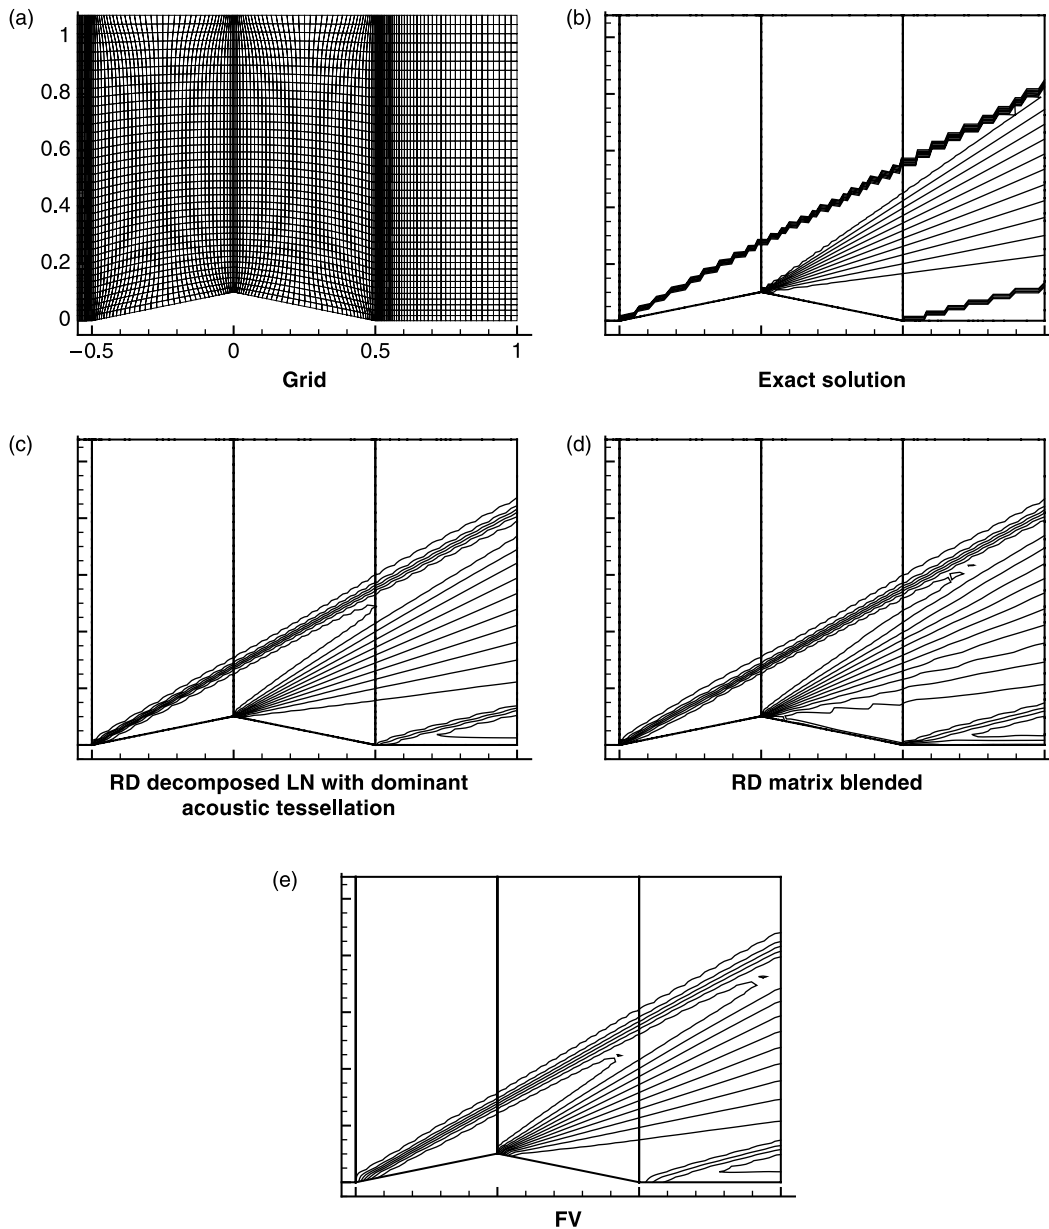 (a)
1
0.8
0.6
0.4
0.2
0
−0.5
0
0.5
1
Grid
(b)
Exact solution
(c)
RD decomposed LN with dominant
acoustic tessellation
(d)
RD matrix blended
(e)
FV